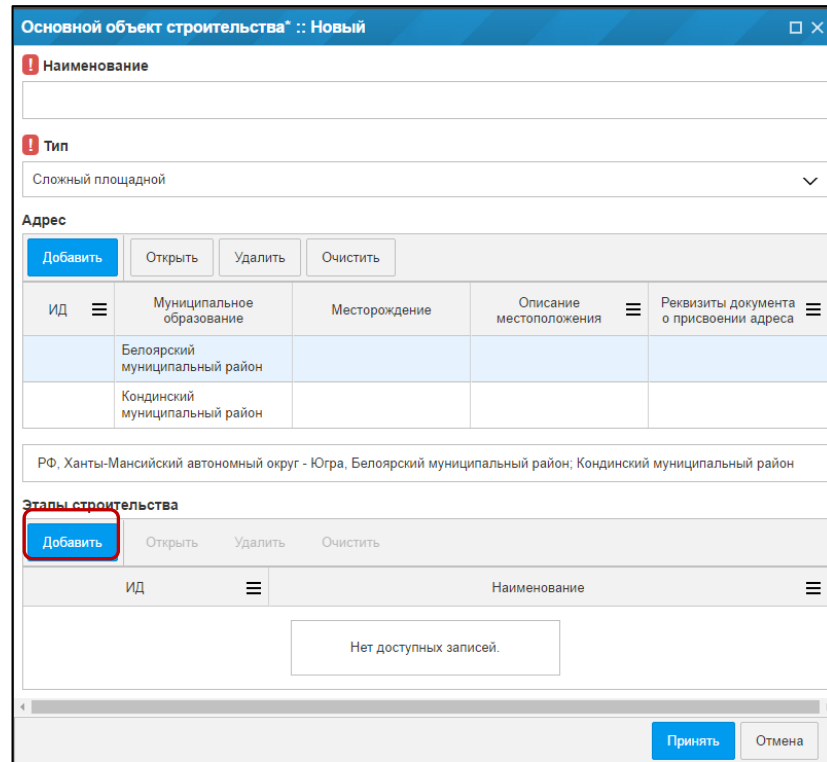 Основной объект строительства* :: Новый
! Наименование
! Тип
Сложный площадной
Адрес
Добавить Открыть Удалить Очистить
ИД Муниципальное образование Месторождение Описание местоположения Реквизиты документа о присвоении адреса
Белоярский
муниципальный район
Кондинский
муниципальный район
РФ, Ханты-Мансийский автономный округ - Югра, Белоярский муниципальный район; Кондинский муниципальный район
Этапы строительства
Добавить Открыть Удалить Очистить
ИД Наименование
Нет доступных записей.
Принять Отмена